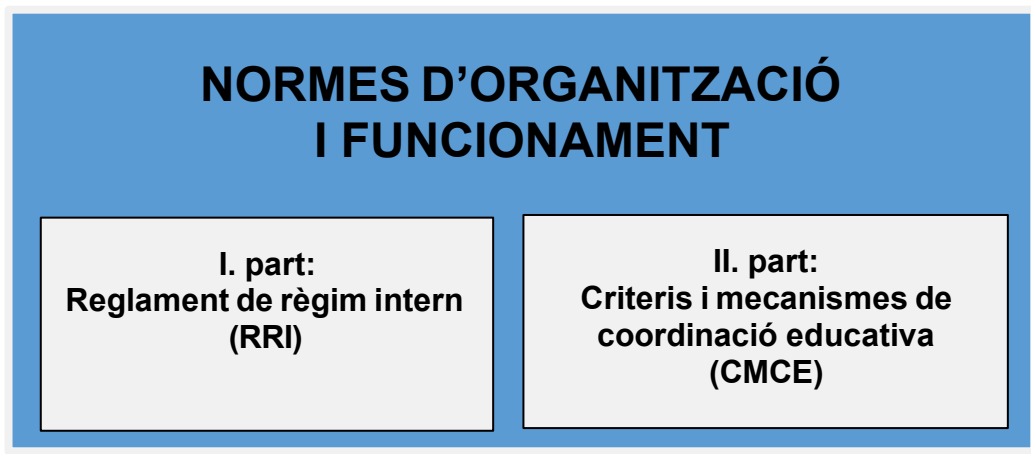 NORMES D’ORGANITZACIÓ
I FUNCIONAMENT
I. part:
Reglament de règim intern
(RRI)
II. part:
Criteris i mecanismes de
coordinació educativa
(CMCE)